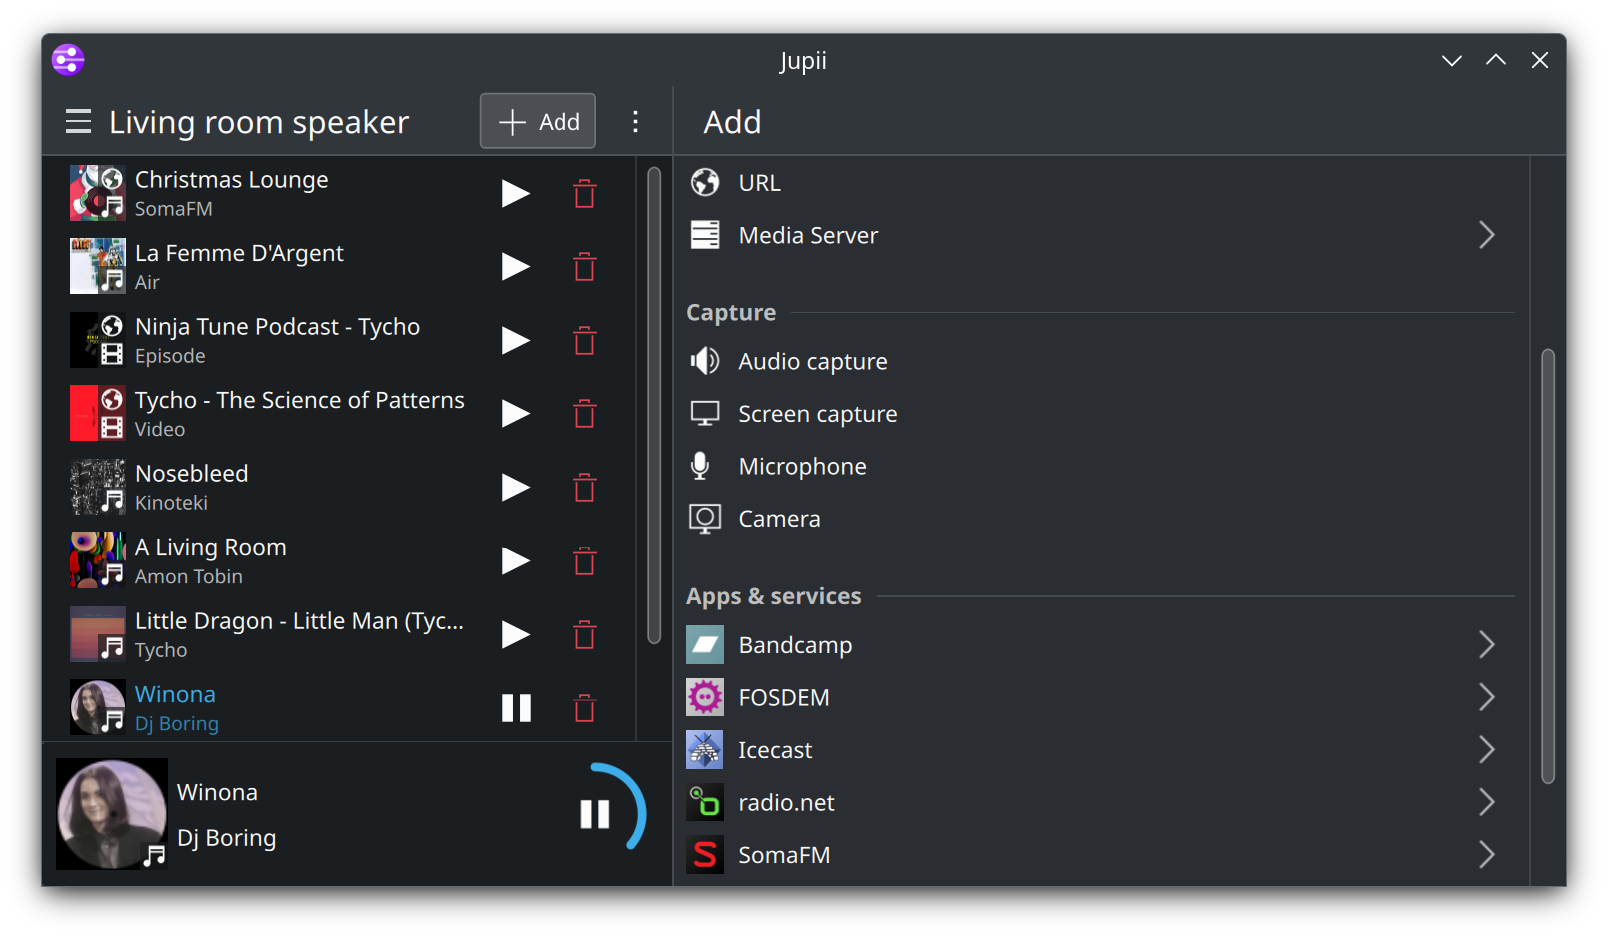 Jupii
Living room speaker
Add
Add
Christmas Lounge
SomaFM
La Femme D'Argent
Air
Ninja Tune Podcast - Tycho
Episode
Tycho - The Science of Patterns
Video
Nosebleed
Kinoteki
A Living Room
Amon Tobin
Little Dragon - Little Man (Tyc...
Tycho
Winona
Dj Boring
Winona
Dj Boring
URL
Media Server
Capture
Audio capture
Screen capture
Microphone
Camera
Apps & services
Bandcamp
FOSDEM
Icecast
radio.net
SomaFM